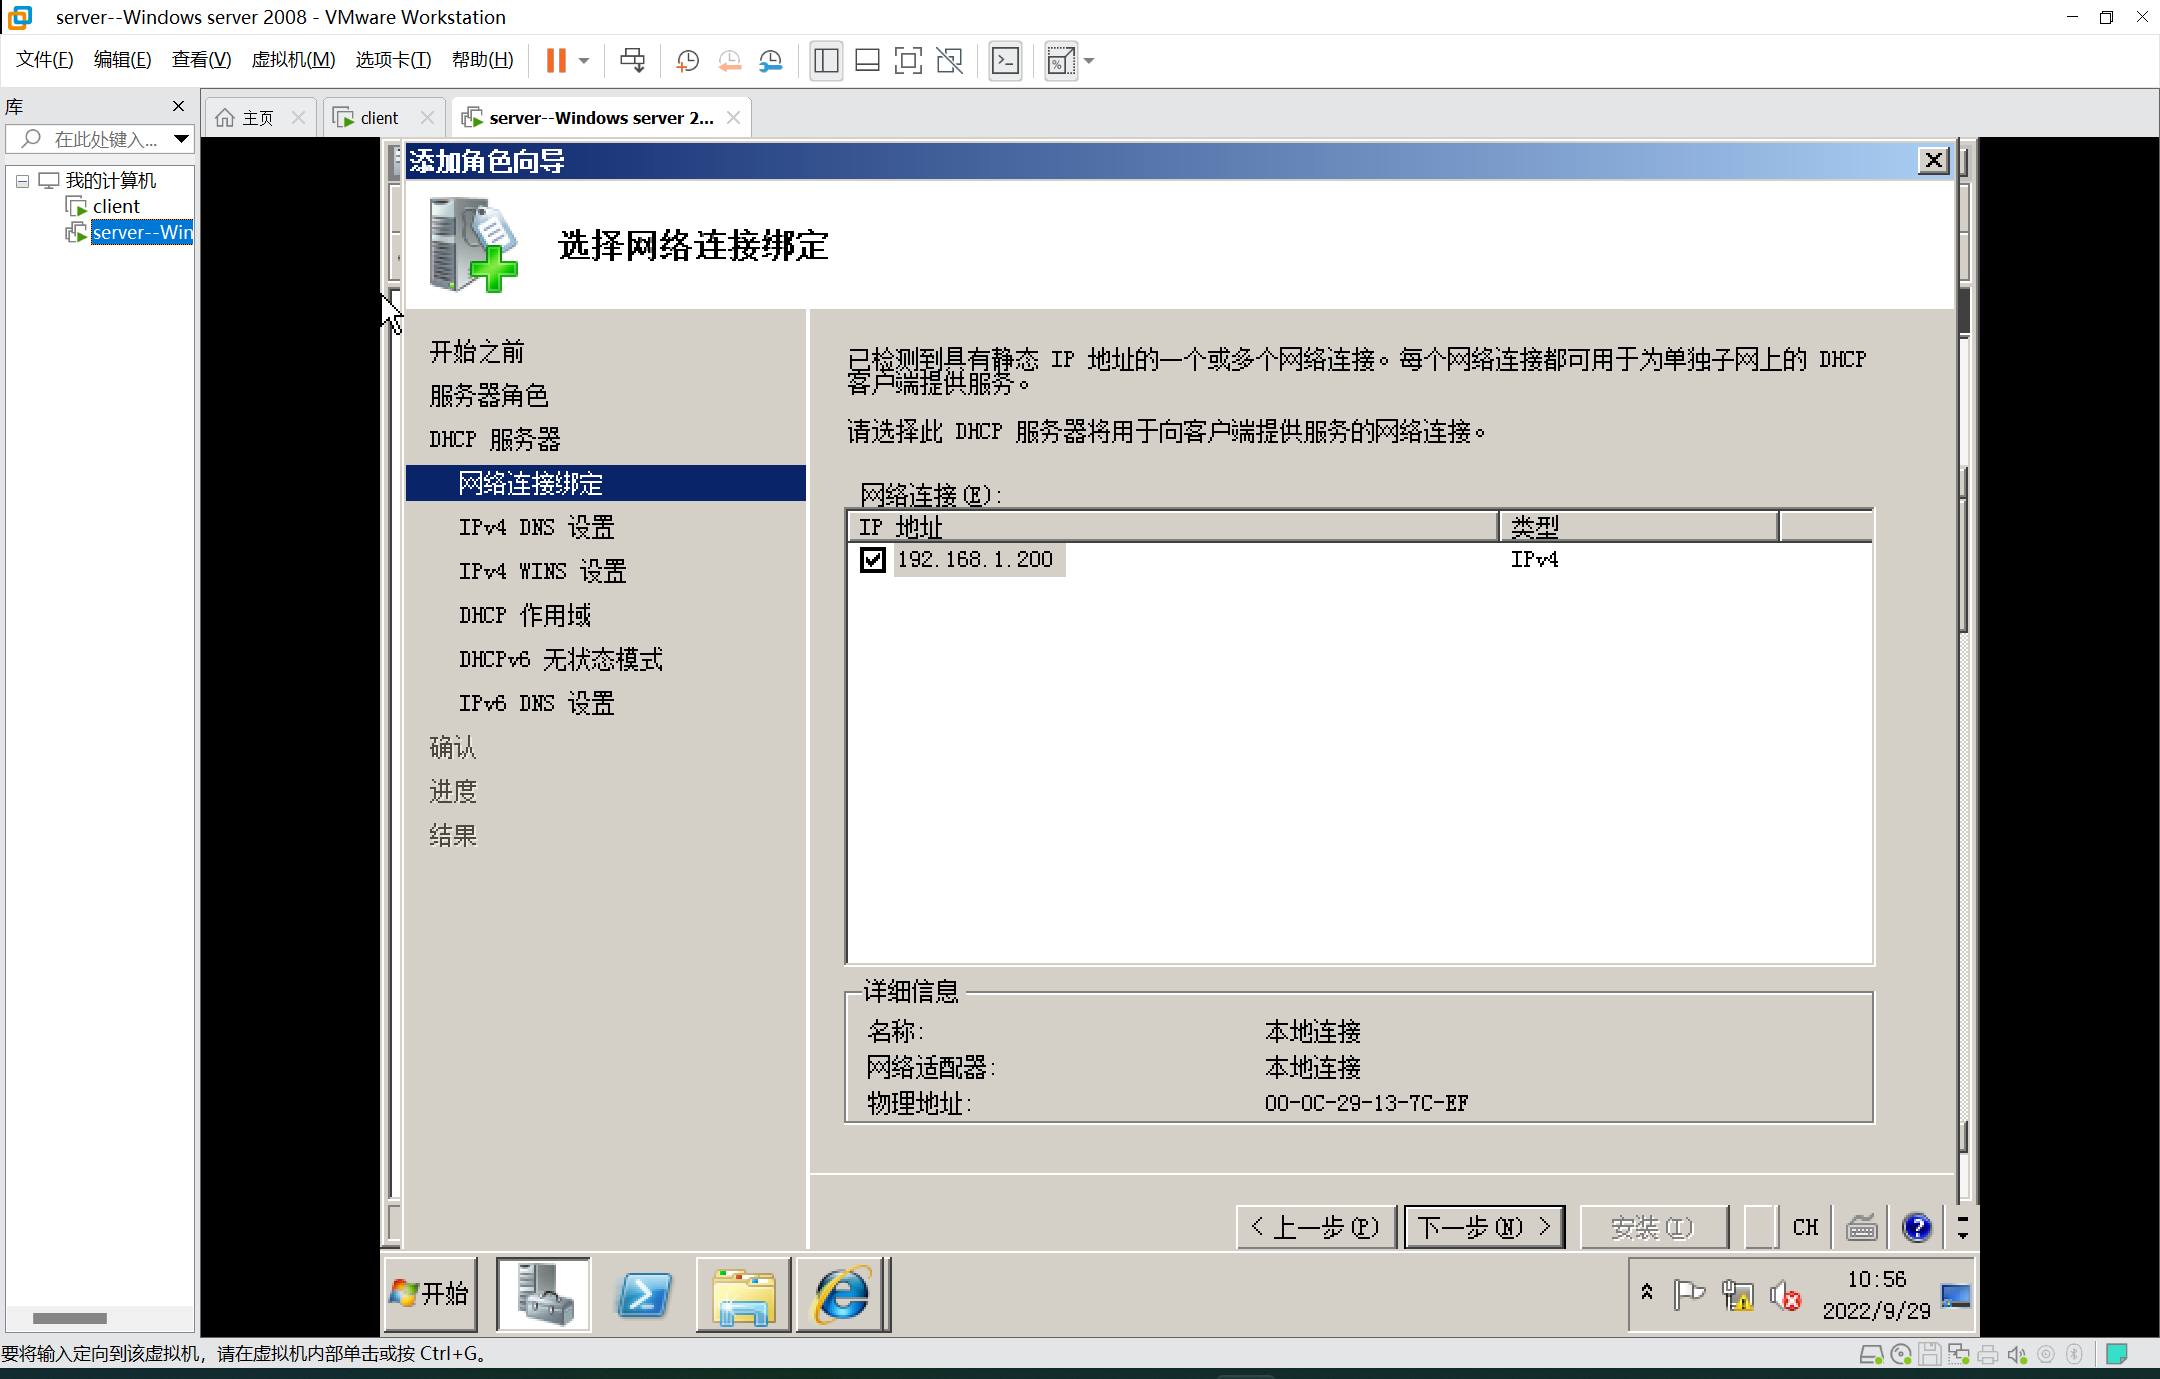 server--Windows server 2008 - VMware Workstation
文件(F) 编辑(E) 查看(V) 虚拟机(M) 选项卡(T) 帮助(H)
库
主页
client
server--Windows server 2...
在此处键入...
我的计算机
client
server--Win
添加角色向导
选择网络连接绑定
开始之前
服务器角色
DHCP 服务器
网络连接绑定
IPv4 DNS 设置
IPv4 WINS 设置
DHCP 作用域
DHCPv6 无状态模式
IPv6 DNS 设置
确认
进度
结果
已检测到具有静态 IP 地址的一个或多个网络连接。每个网络连接都可用于为单独子网上的 DHCP
客户端提供服务。
请选择此 DHCP 服务器将用于向客户端提供服务的网络连接。
网络连接(E):
IP 地址 类型
192.168.1.200 IPv4
详细信息
名称: 本地连接
网络适配器: 本地连接
物理地址: 00-0C-29-13-7C-EF
< 上一步(P) 下一步(N) > 安装(I) CH
开始
10:56
2022/9/29
要将输入定向到该虚拟机，请在虚拟机内部单击或按 Ctrl+G。